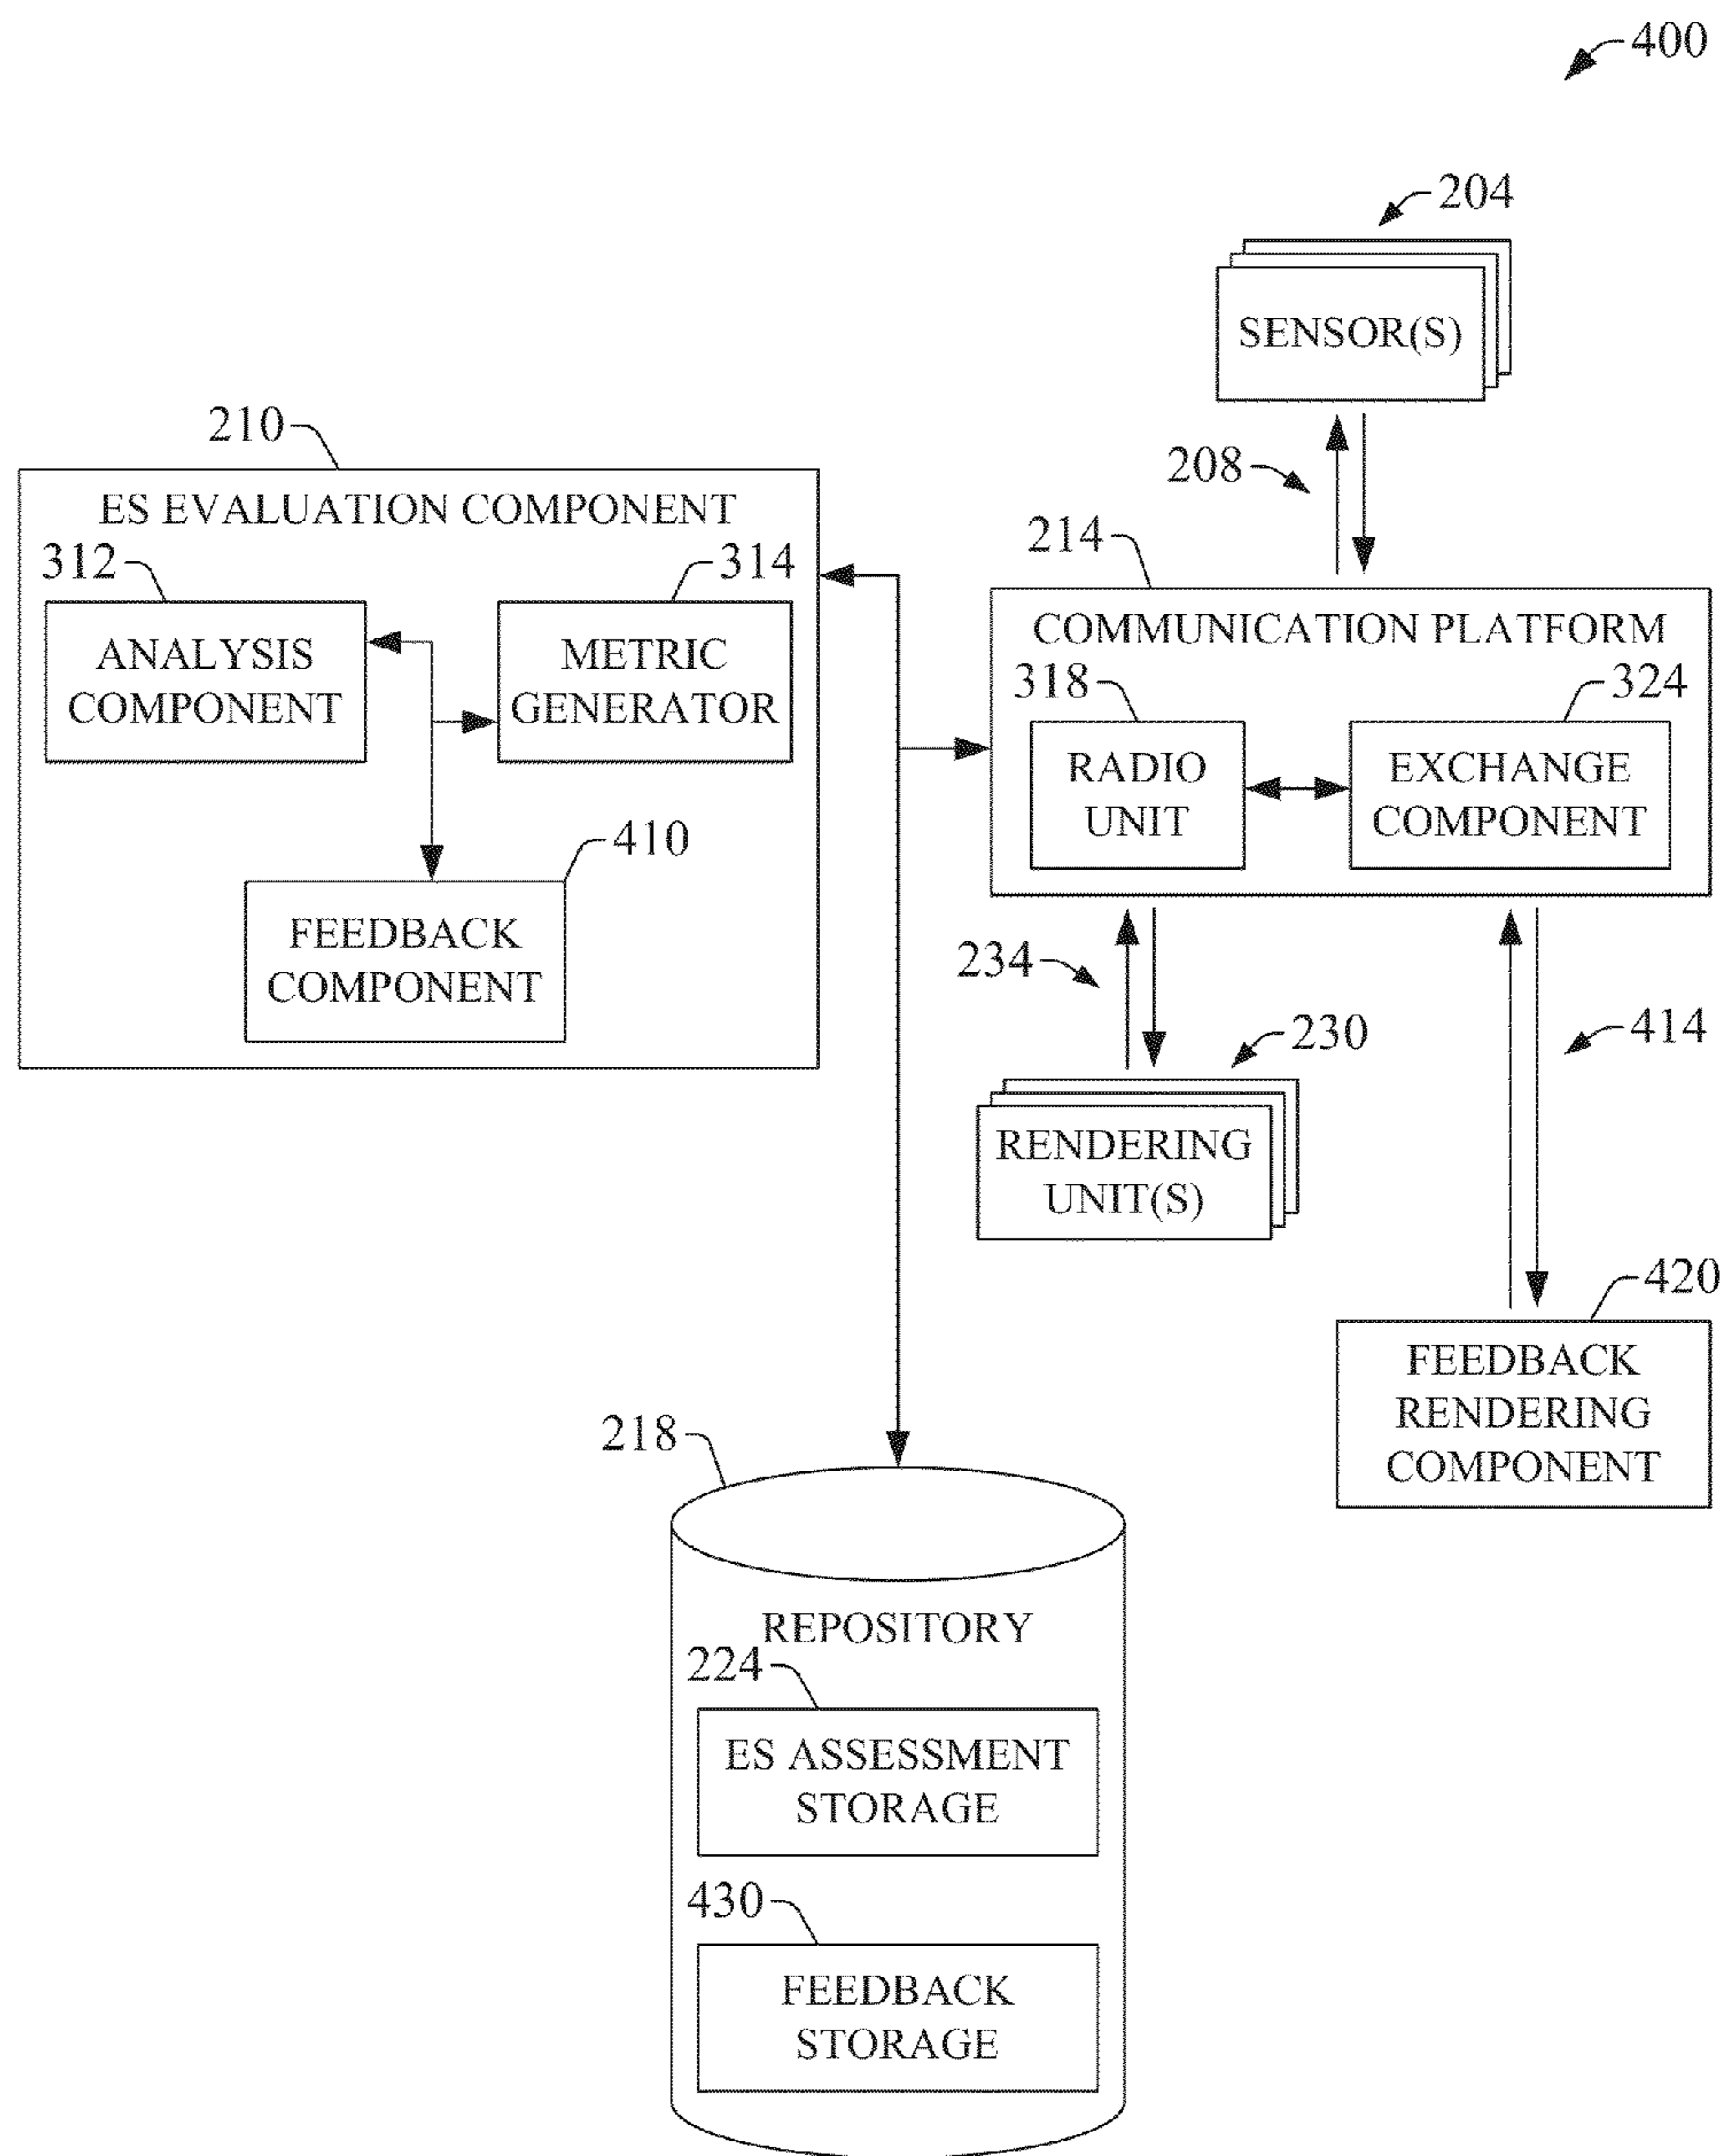 400
204
SENSOR(S)
208
210
ES EVALUATION COMPONENT
312
314
ANALYSIS
COMPONENT
METRIC
GENERATOR
410
FEEDBACK
COMPONENT
214
COMMUNICATION PLATFORM
318
324
RADIO
UNIT
EXCHANGE
COMPONENT
234
230
RENDERING
UNIT(S)
414
420
FEEDBACK
RENDERING
COMPONENT
218
REPOSITORY
224
ES ASSESSMENT
STORAGE
430
FEEDBACK
STORAGE